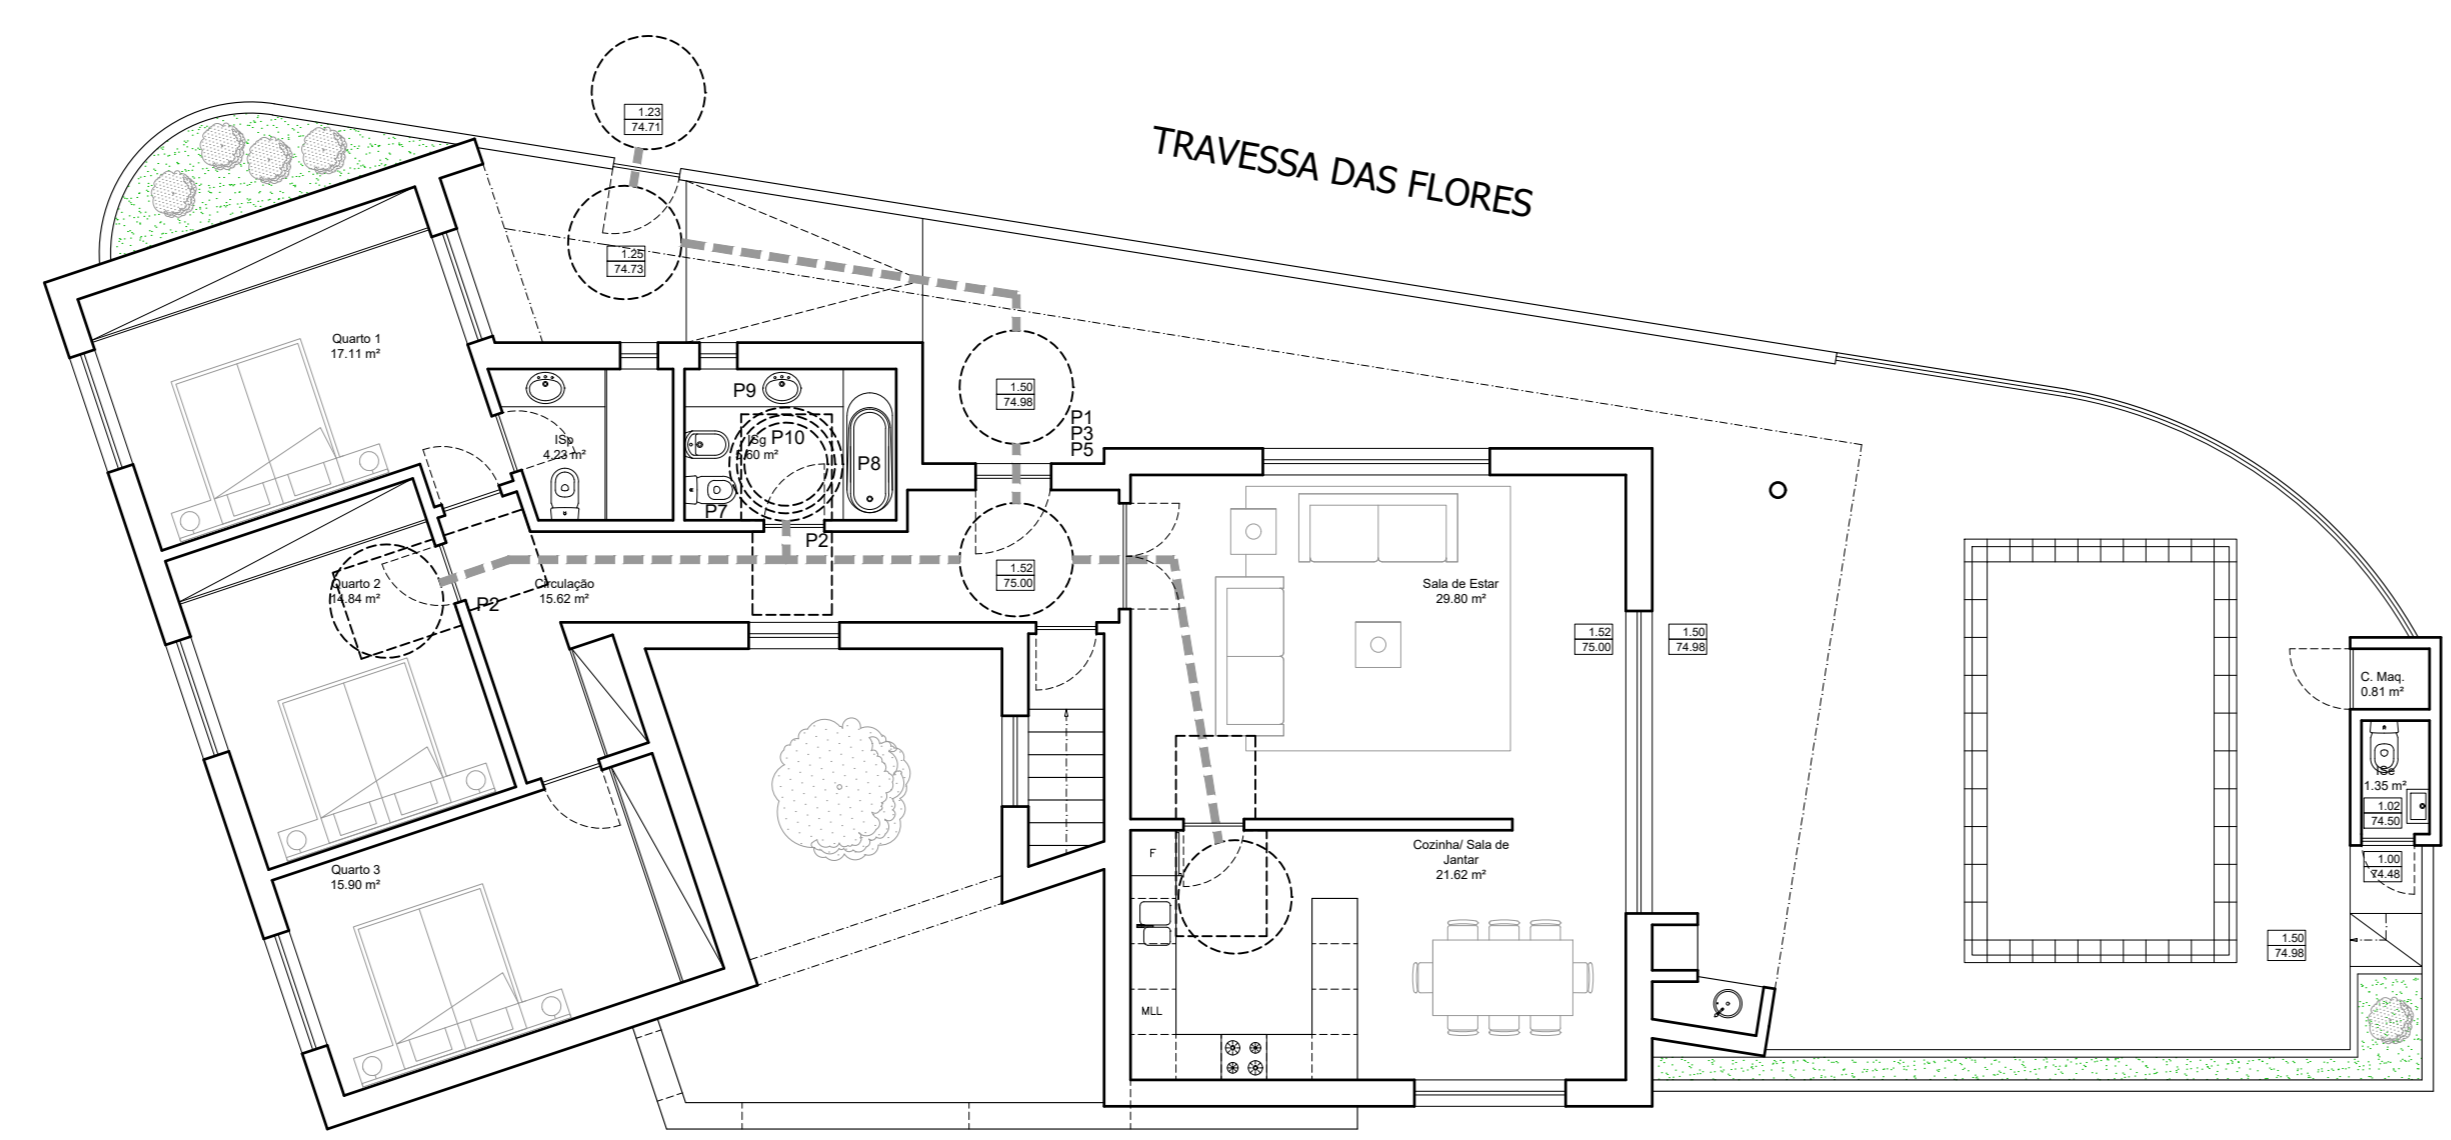 TRAVESSA DAS FLORES
1.23
74.71
1.25
74.73
Quarto 1
17.11 m²
ISp
4.23 m²
P9
ISg
5.60 m²
P10
P8
P7
1.50
74.98
P1
P3
P5
P2
Quarto 2
14.84 m²
P2
Circulação
15.62 m²
1.52
75.00
Sala de Estar
29.80 m²
1.52
75.00
1.50
74.98
C. Maq.
0.81 m²
ISe
1.35 m²
1.02
74.50
1.00
74.48
1.50
74.98
Quarto 3
15.90 m²
F
MLL
Cozinha/ Sala de
Jantar
21.62 m²